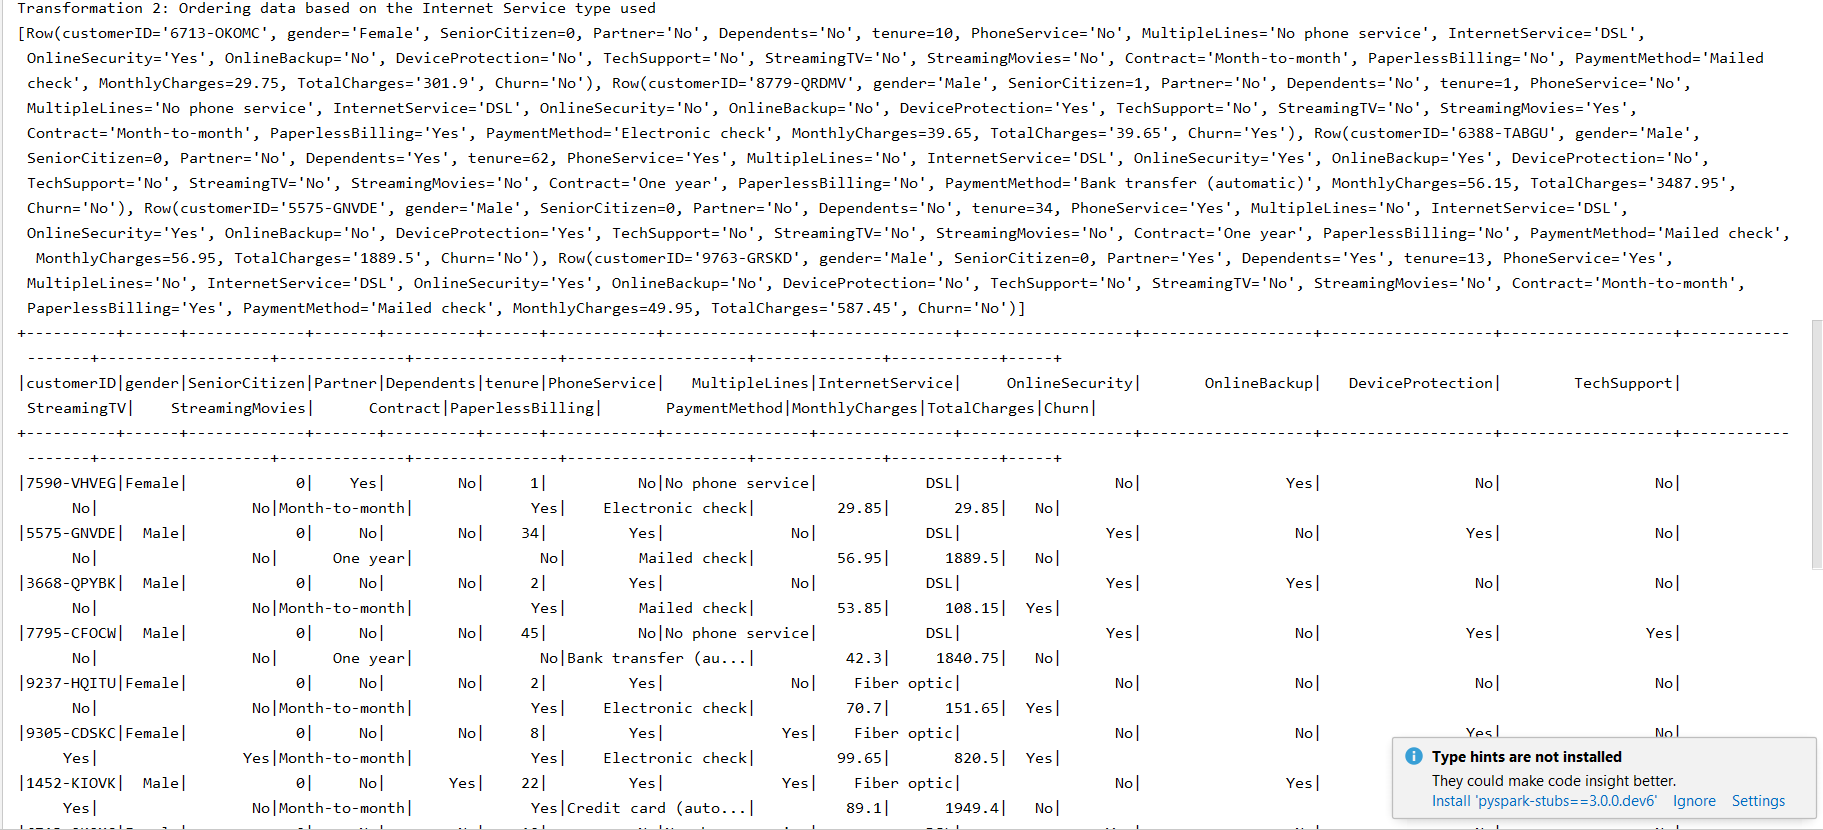 Transformation 2: Ordering data based on the Internet Service type used
[Row(customerID='6713-OKOMC', gender='Female', SeniorCitizen=0, Partner='No', Dependents='No', tenure=10, PhoneService='No', MultipleLines='No phone service', InternetService='DSL',
OnlineSecurity='Yes', OnlineBackup='No', DeviceProtection='No', TechSupport='No', StreamingTV='No', StreamingMovies='No', Contract='Month-to-month', PaperlessBilling='No', PaymentMethod='Mailed
check', MonthlyCharges=29.75, TotalCharges='301.9', Churn='No'), Row(customerID='8779-QRDMV', gender='Male', SeniorCitizen=1, Partner='No', Dependents='No', tenure=1, PhoneService='No',
MultipleLines='No phone service', InternetService='DSL', OnlineSecurity='No', OnlineBackup='No', DeviceProtection='Yes', TechSupport='No', StreamingTV='No', StreamingMovies='Yes',
Contract='Month-to-month', PaperlessBilling='Yes', PaymentMethod='Electronic check', MonthlyCharges=39.65, TotalCharges='39.65', Churn='Yes'), Row(customerID='6388-TABGU', gender='Male',
SeniorCitizen=0, Partner='No', Dependents='Yes', tenure=62, PhoneService='Yes', MultipleLines='No', InternetService='DSL', OnlineSecurity='Yes', OnlineBackup='Yes', DeviceProtection='No',
TechSupport='No', StreamingTV='No', StreamingMovies='No', Contract='One year', PaperlessBilling='No', PaymentMethod='Bank transfer (automatic)', MonthlyCharges=56.15, TotalCharges='3487.95',
Churn='No'), Row(customerID='5575-GNVDE', gender='Male', SeniorCitizen=0, Partner='No', Dependents='No', tenure=34, PhoneService='Yes', MultipleLines='No', InternetService='DSL',
OnlineSecurity='Yes', OnlineBackup='No', DeviceProtection='Yes', TechSupport='No', StreamingTV='No', StreamingMovies='No', Contract='One year', PaperlessBilling='No', PaymentMethod='Mailed check',
MonthlyCharges=56.95, TotalCharges='1889.5', Churn='No'), Row(customerID='9763-GRSKD', gender='Male', SeniorCitizen=0, Partner='Yes', Dependents='Yes', tenure=13, PhoneService='Yes',
MultipleLines='No', InternetService='DSL', OnlineSecurity='Yes', OnlineBackup='No', DeviceProtection='No', TechSupport='No', StreamingTV='No', StreamingMovies='No', Contract='Month-to-month',
PaperlessBilling='Yes', PaymentMethod='Mailed check', MonthlyCharges=49.95, TotalCharges='587.45', Churn='No')]
+----------+------+-------------+-------+----------+------+------------+----------------+---------------+-------------------+-------------------+-------------------+-------------------+------------
-------+-------------------+--------------+----------------+--------------------+--------------+------------+-----+
|customerID|gender|SeniorCitizen|Partner|Dependents|tenure|PhoneService|   MultipleLines|InternetService|     OnlineSecurity|       OnlineBackup|   DeviceProtection|        TechSupport|
StreamingTV|    StreamingMovies|      Contract|PaperlessBilling|       PaymentMethod|MonthlyCharges|TotalCharges|Churn|
+----------+------+-------------+-------+----------+------+------------+----------------+---------------+-------------------+-------------------+-------------------+-------------------+------------
-------+-------------------+--------------+----------------+--------------------+--------------+------------+-----+
|7590-VHVEG|Female|            0|    Yes|        No|     1|          No|No phone service|            DSL|                 No|                Yes|                 No|                 No|
No|                 No|Month-to-month|             Yes|    Electronic check|         29.85|       29.85|   No|
|5575-GNVDE|  Male|            0|     No|        No|    34|         Yes|              No|            DSL|                Yes|                 No|                Yes|                 No|
No|                 No|      One year|              No|        Mailed check|         56.95|      1889.5|   No|
|3668-QPYBK|  Male|            0|     No|        No|     2|         Yes|              No|            DSL|                Yes|                Yes|                 No|                 No|
No|                 No|Month-to-month|             Yes|        Mailed check|         53.85|      108.15|  Yes|
|7795-CFOCW|  Male|            0|     No|        No|    45|          No|No phone service|            DSL|                Yes|                 No|                Yes|                Yes|
No|                 No|      One year|              No|Bank transfer (au...|          42.3|     1840.75|   No|
|9237-HQITU|Female|            0|     No|        No|     2|         Yes|              No|    Fiber optic|                 No|                 No|                 No|                 No|
No|                 No|Month-to-month|             Yes|    Electronic check|          70.7|      151.65|  Yes|
|9305-CDSKC|Female|            0|     No|        No|     8|         Yes|             Yes|    Fiber optic|                 No|                 No|                Yes|                 No|
Yes|                Yes|Month-to-month|             Yes|    Electronic check|         99.65|       820.5|  Yes|
|1452-KIOVK|  Male|            0|     No|       Yes|    22|         Yes|             Yes|    Fiber optic|                 No|                Yes|
Yes|                 No|Month-to-month|             Yes|Credit card (auto...|          89.1|      1949.4|   No|
Type hints are not installed
They could make code insight better.
Install 'pyspark-stubs==3.0.0.dev6' Ignore Settings